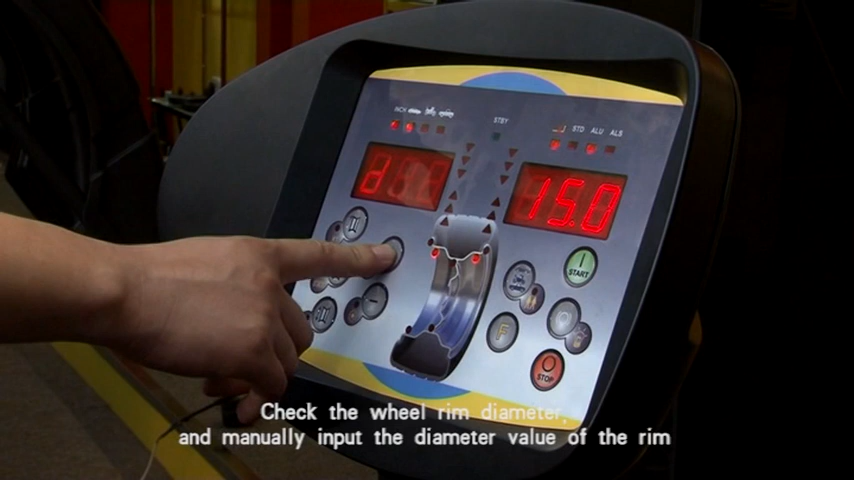 INCH
STBY
STD ALU ALS
d
15.0
START
F
STOP
Check the wheel rim diameter,
and manually input the diameter value of the rim